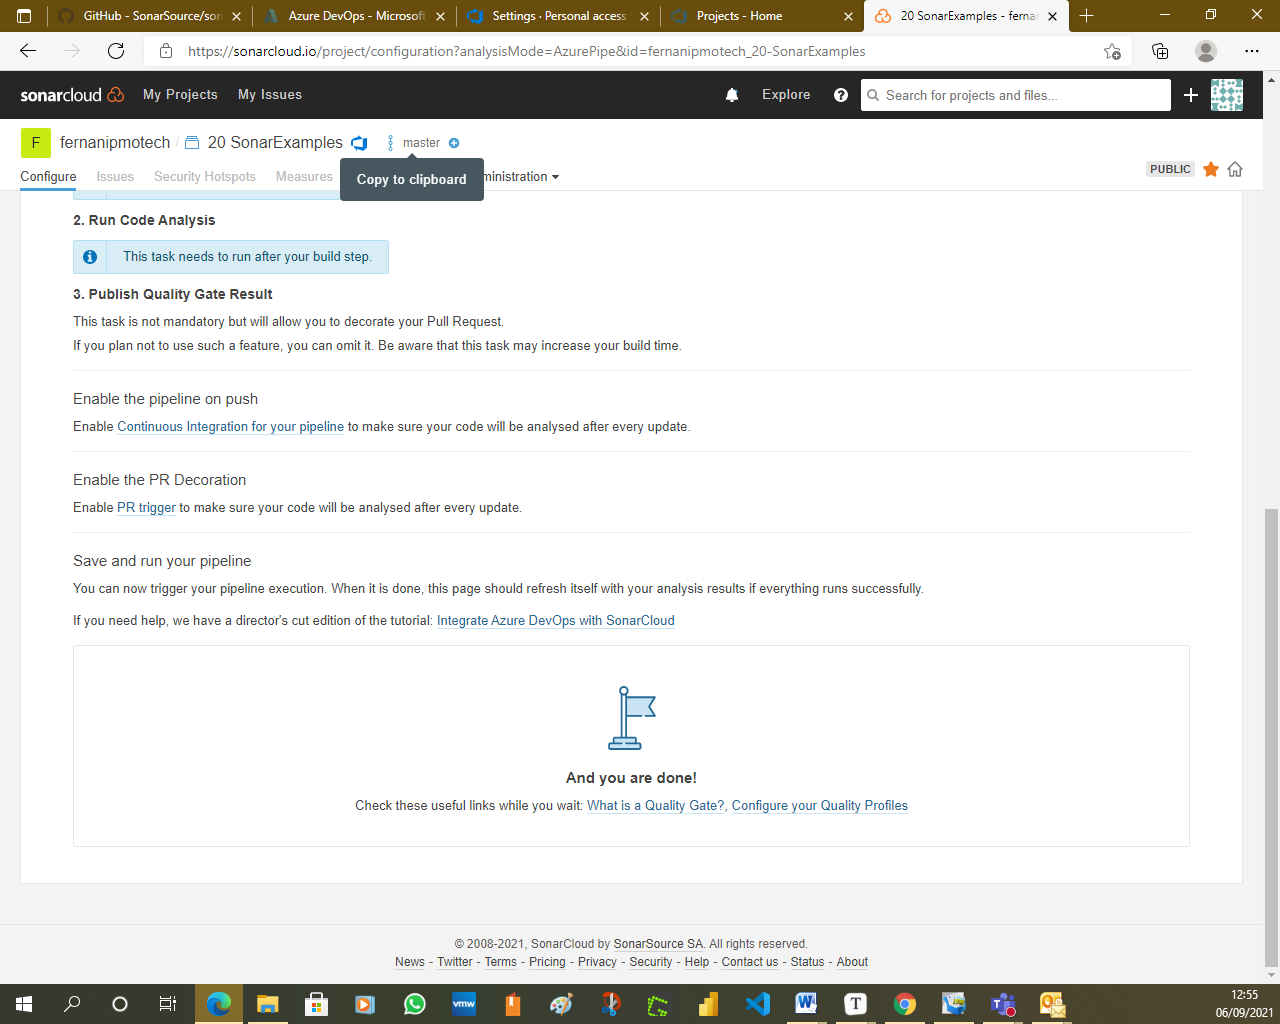 GitHub - SonarSource/son
Azure DevOps - Microsoft
Settings · Personal access
Projects - Home
20 SonarExamples - fernan
https://sonarcloud.io/project/configuration?analysisMode=AzurePipe&id=fernanipmotech_20-SonarExamples
sonarcloud My Projects My Issues Explore Search for projects and files...
F fernanipmotech / 20 SonarExamples master
Copy to clipboard
Configure Issues Security Hotspots Measures ministration PUBLIC
2. Run Code Analysis
This task needs to run after your build step.
3. Publish Quality Gate Result
This task is not mandatory but will allow you to decorate your Pull Request.
If you plan not to use such a feature, you can omit it. Be aware that this task may increase your build time.
Enable the pipeline on push
Enable Continuous Integration for your pipeline to make sure your code will be analysed after every update.
Enable the PR Decoration
Enable PR trigger to make sure your code will be analysed after every update.
Save and run your pipeline
You can now trigger your pipeline execution. When it is done, this page should refresh itself with your analysis results if everything runs successfully.
If you need help, we have a director's cut edition of the tutorial: Integrate Azure DevOps with SonarCloud
And you are done!
Check these useful links while you wait: What is a Quality Gate?, Configure your Quality Profiles
© 2008-2021, SonarCloud by SonarSource SA. All rights reserved.
News - Twitter - Terms - Pricing - Privacy - Security - Help - Contact us - Status - About
vmw
W
T
12:55
06/09/2021